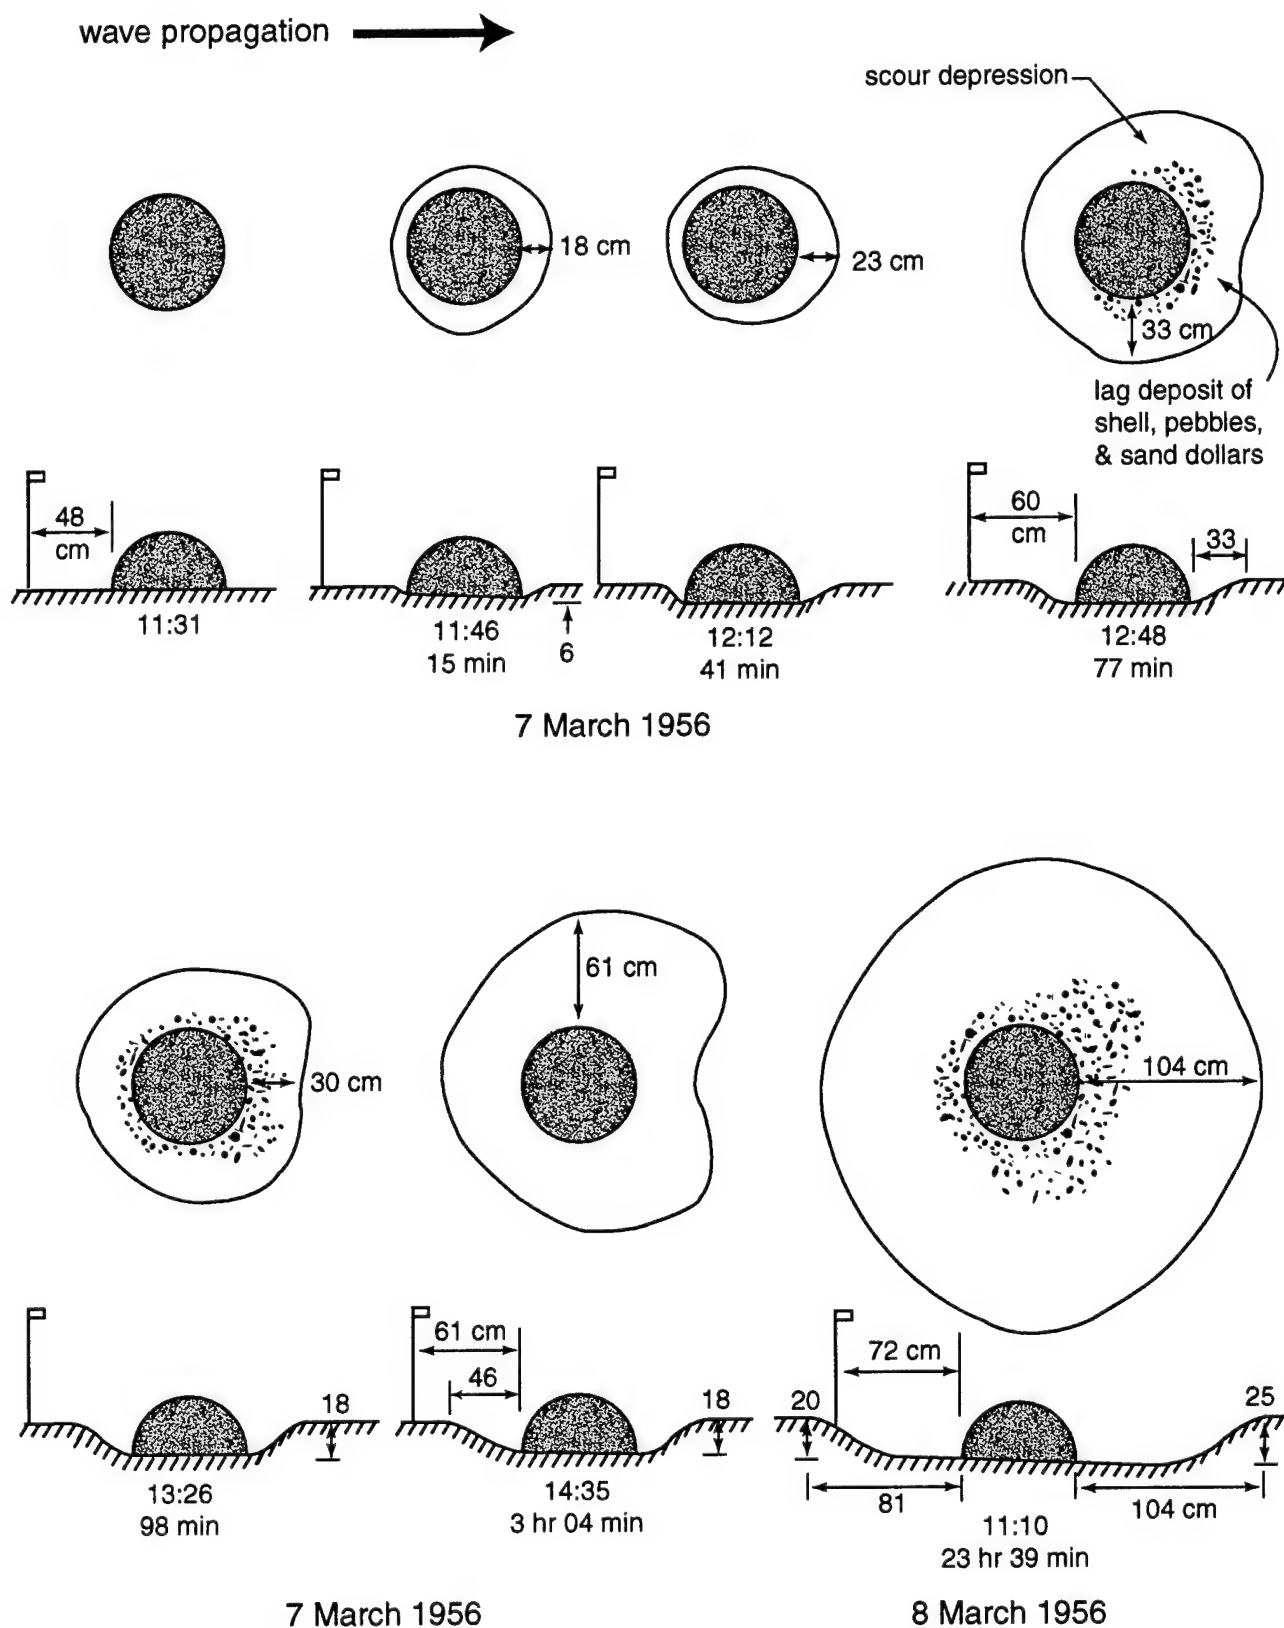 wave propagation
scour depression
18 cm
23 cm
33 cm
lag deposit of
shell, pebbles,
& sand dollars
48
cm
60
cm
33
11:31
11:46
15 min
6
12:12
41 min
12:48
77 min
7 March 1956
61 cm
30 cm
104 cm
61 cm
46
72 cm
18
18
20
25
13:26
98 min
14:35
3 hr 04 min
81
104 cm
11:10
23 hr 39 min
7 March 1956
8 March 1956